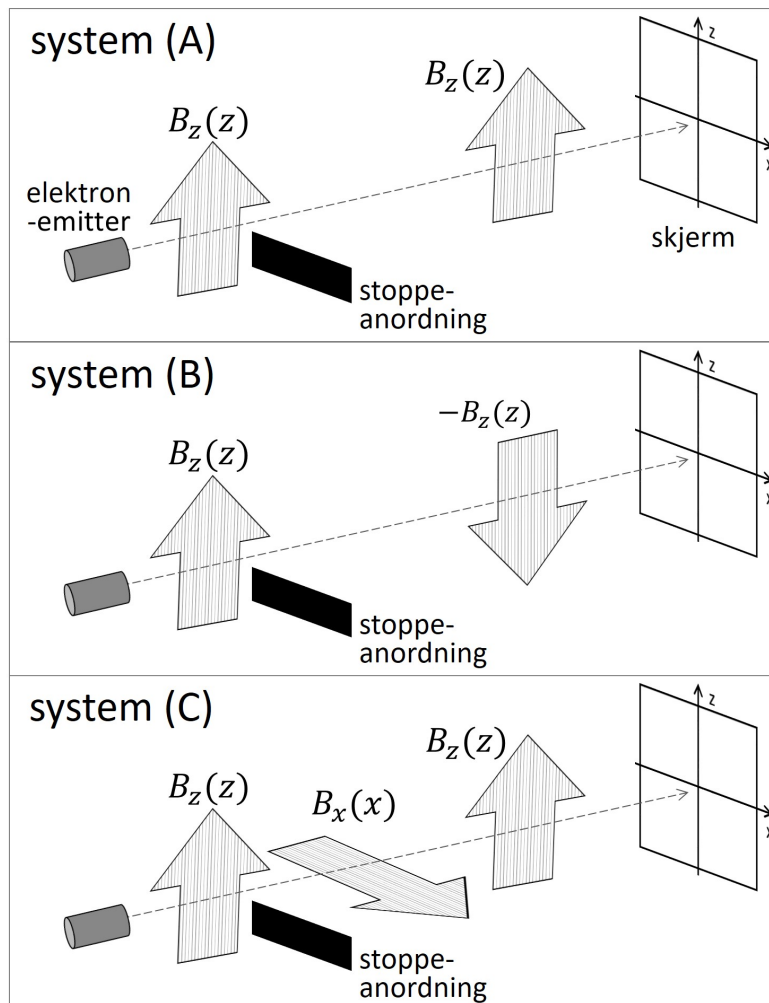 system (A)
B_z(z)
B_z(z)
z
x
elektron
-emitter
skjerm
stoppe-
anordning
system (B)
B_z(z)
−B_z(z)
z
x
stoppe-
anordning
system (C)
B_z(z)
B_x(x)
B_z(z)
z
x
stoppe-
anordning